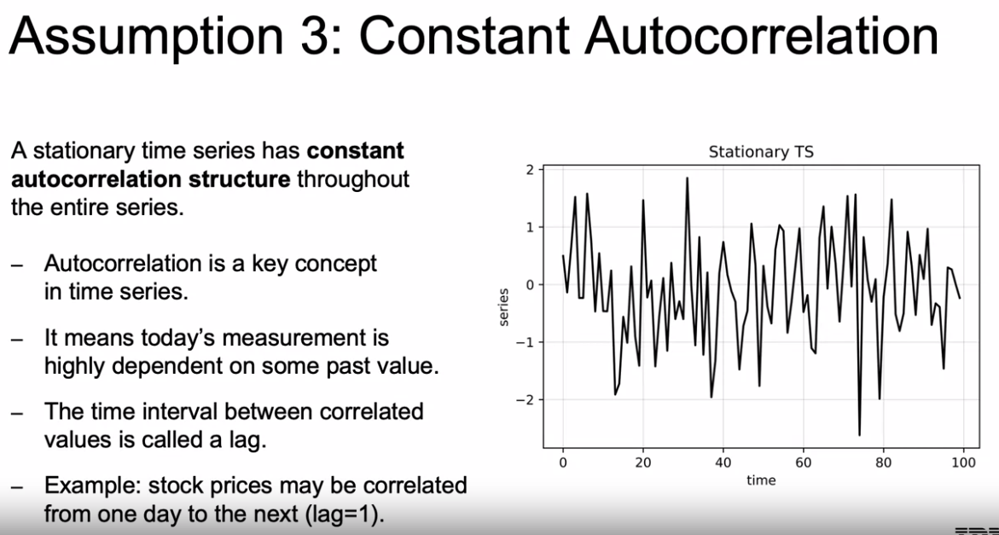 Assumption 3: Constant Autocorrelation
A stationary time series has constant
autocorrelation structure throughout
the entire series.
– Autocorrelation is a key concept
in time series.
– It means today’s measurement is
highly dependent on some past value.
– The time interval between correlated
values is called a lag.
– Example: stock prices may be correlated
from one day to the next (lag=1).
Stationary TS
2
1
0
−1
−2
series
0 20 40 60 80 100
time